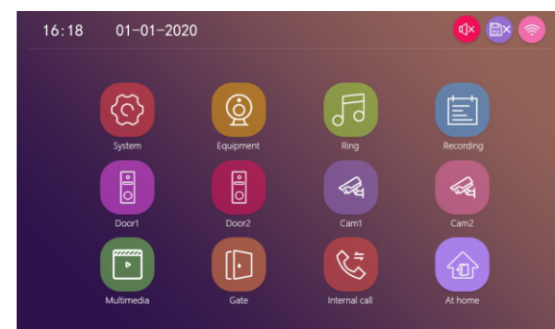 16:18 01-01-2020
System Equipment Ring Recording
Door1 Door2 Cam1 Cam2
Multimedia Gate Internal call At home